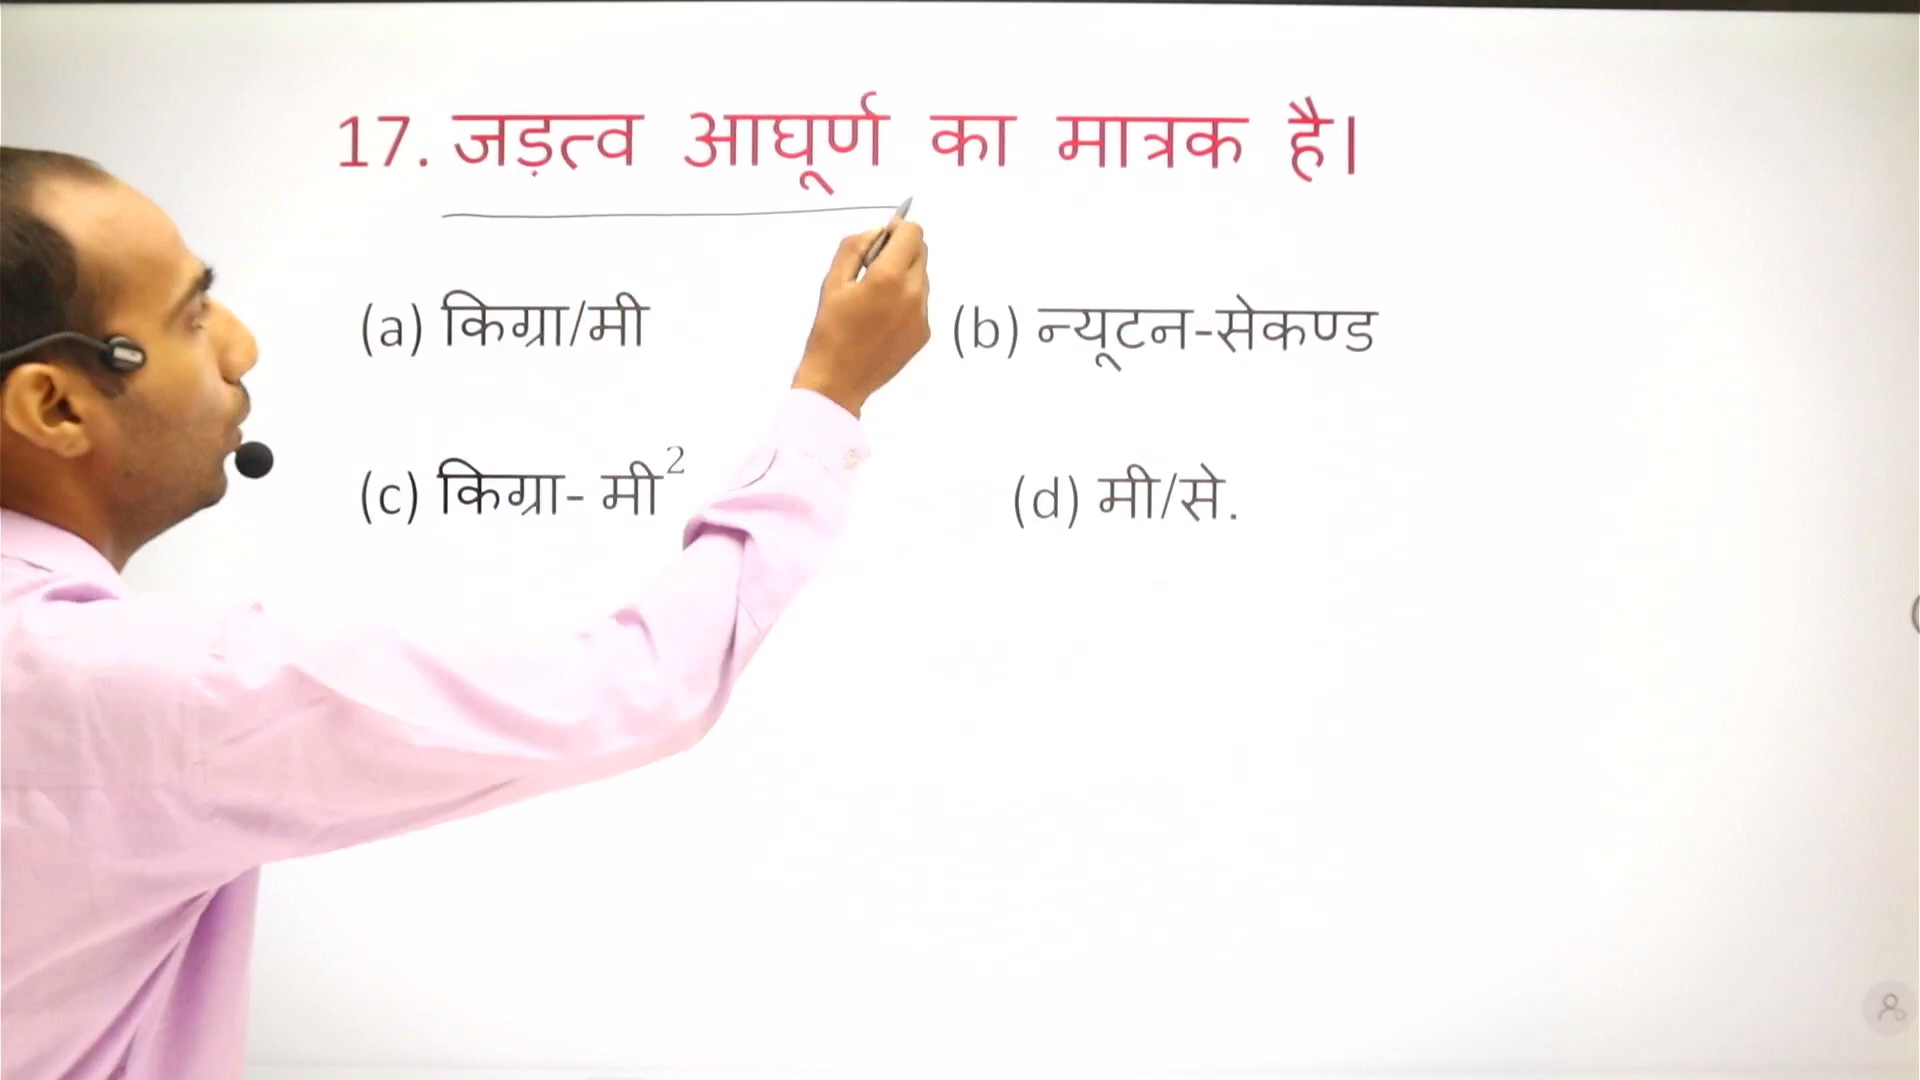 17. जड़त्व आघूर्ण का मात्रक है।
(a) किग्रा/मी (b) न्यूटन-सेकण्ड
(c) किग्रा- मी² (d) मी/से.